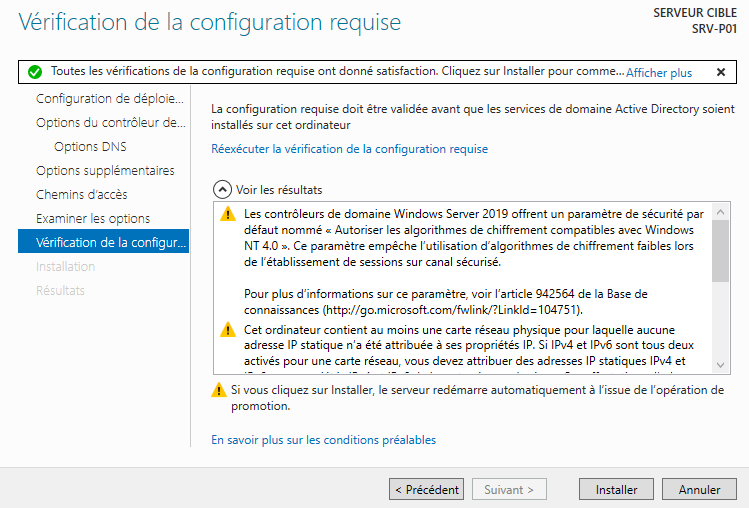 Vérification de la configuration requise
SERVEUR CIBLE
SRV-P01
Toutes les vérifications de la configuration requise ont donné satisfaction. Cliquez sur Installer pour comme...
Afficher plus
Configuration de déploie...
Options du contrôleur de...
Options DNS
Options supplémentaires
Chemins d'accès
Examiner les options
Vérification de la configur...
Installation
Résultats
La configuration requise doit être validée avant que les services de domaine Active Directory soient
installés sur cet ordinateur
Réexécuter la vérification de la configuration requise
Voir les résultats
Les contrôleurs de domaine Windows Server 2019 offrent un paramètre de sécurité par
défaut nommé « Autoriser les algorithmes de chiffrement compatibles avec Windows
NT 4.0 ». Ce paramètre empêche l'utilisation d'algorithmes de chiffrement faibles lors
de l'établissement de sessions sur canal sécurisé.
Pour plus d'informations sur ce paramètre, voir l'article 942564 de la Base de
connaissances (http://go.microsoft.com/fwlink/?LinkId=104751).
Cet ordinateur contient au moins une carte réseau physique pour laquelle aucune
adresse IP statique n'a été attribuée à ses propriétés IP. Si IPv4 et IPv6 sont tous deux
activés pour une carte réseau, vous devez attribuer des adresses IP statiques IPv4 et
Si vous cliquez sur Installer, le serveur redémarre automatiquement à l'issue de l'opération de
promotion.
En savoir plus sur les conditions préalables
< Précédent
Suivant >
Installer
Annuler